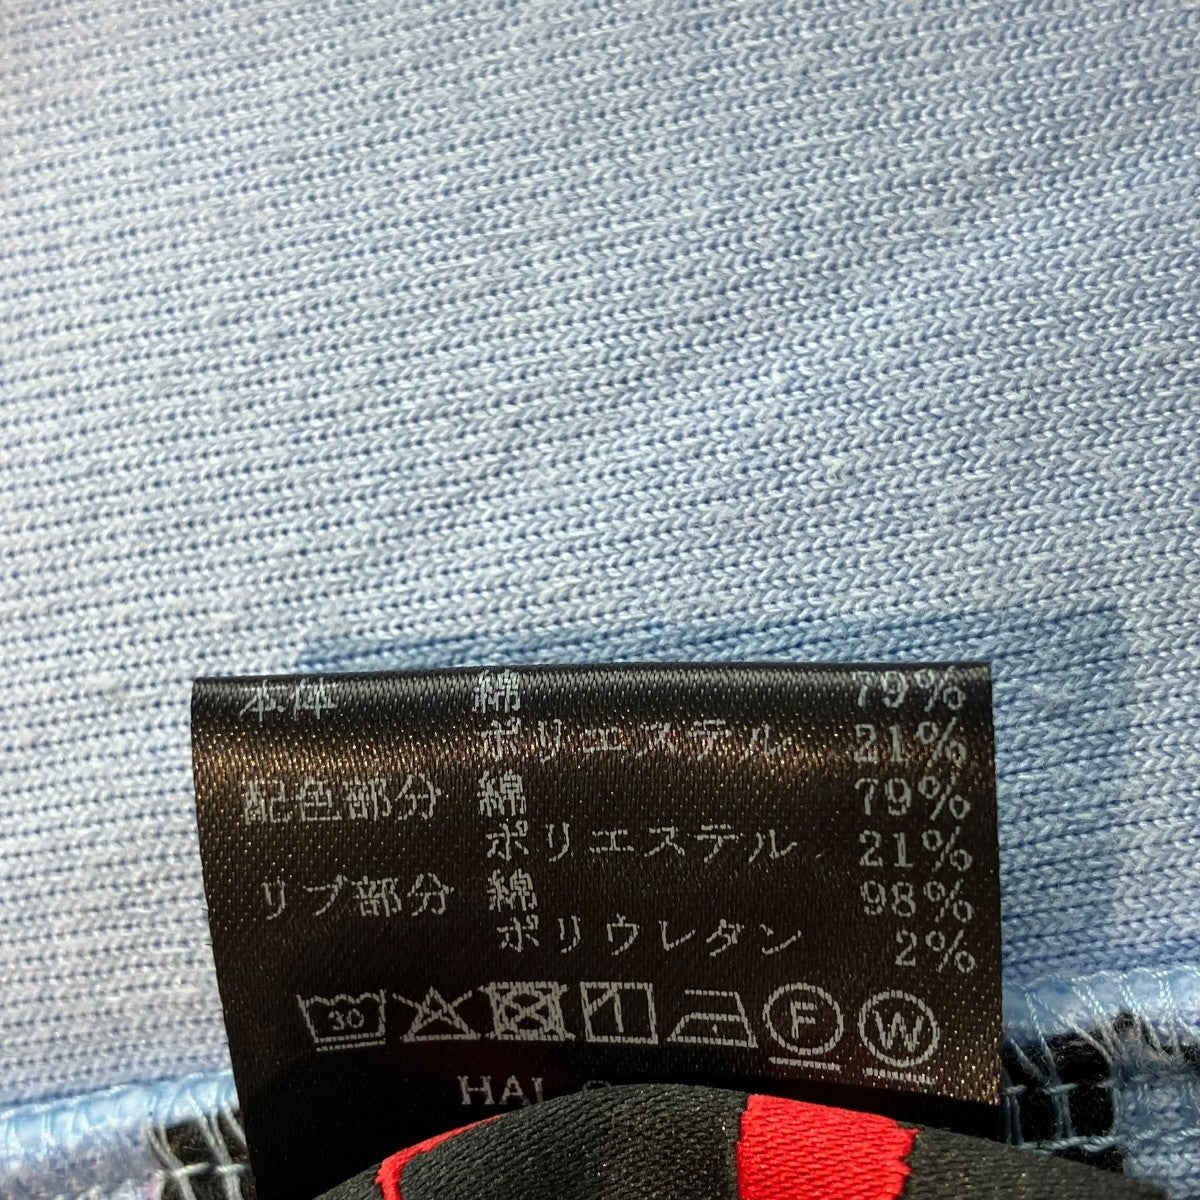 本体 綿 79%
ポリエステル 21%
配色部分 綿 79%
ポリエステル 21%
リブ部分 綿 98%
ポリウレタン 2%
30 F W